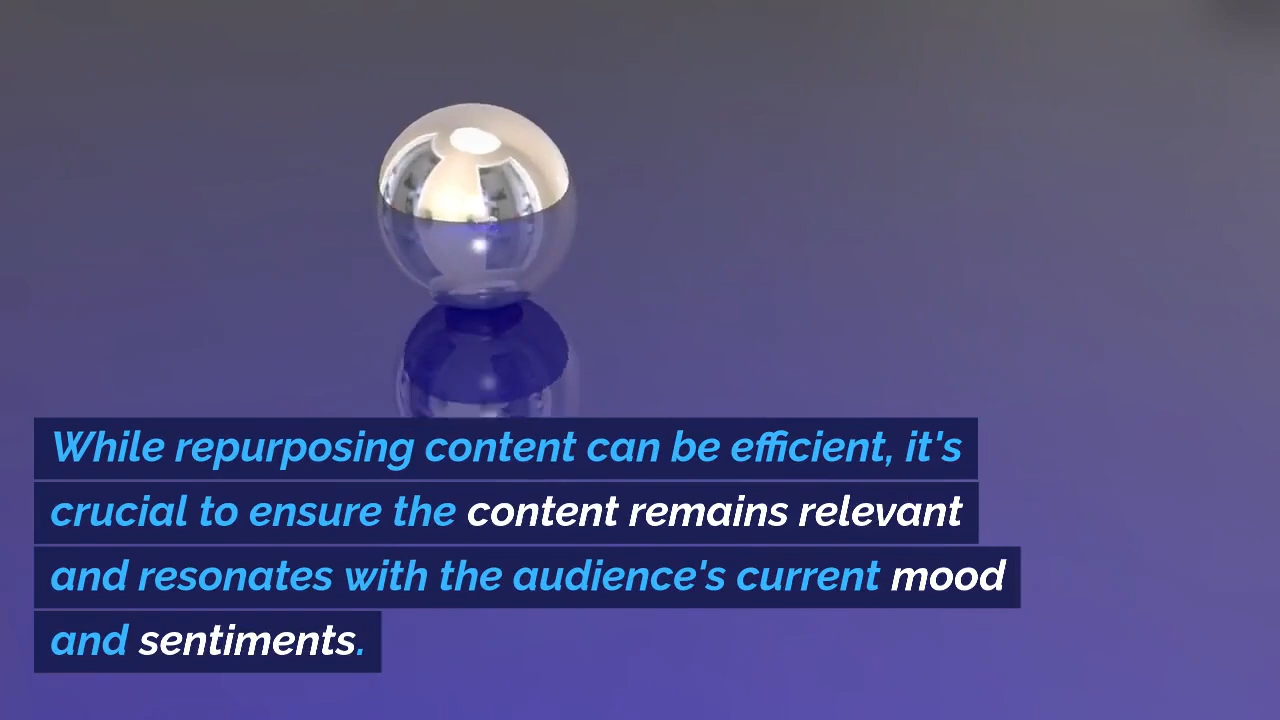 While repurposing content can be efficient, it's
crucial to ensure the content remains relevant
and resonates with the audience's current mood
and sentiments.